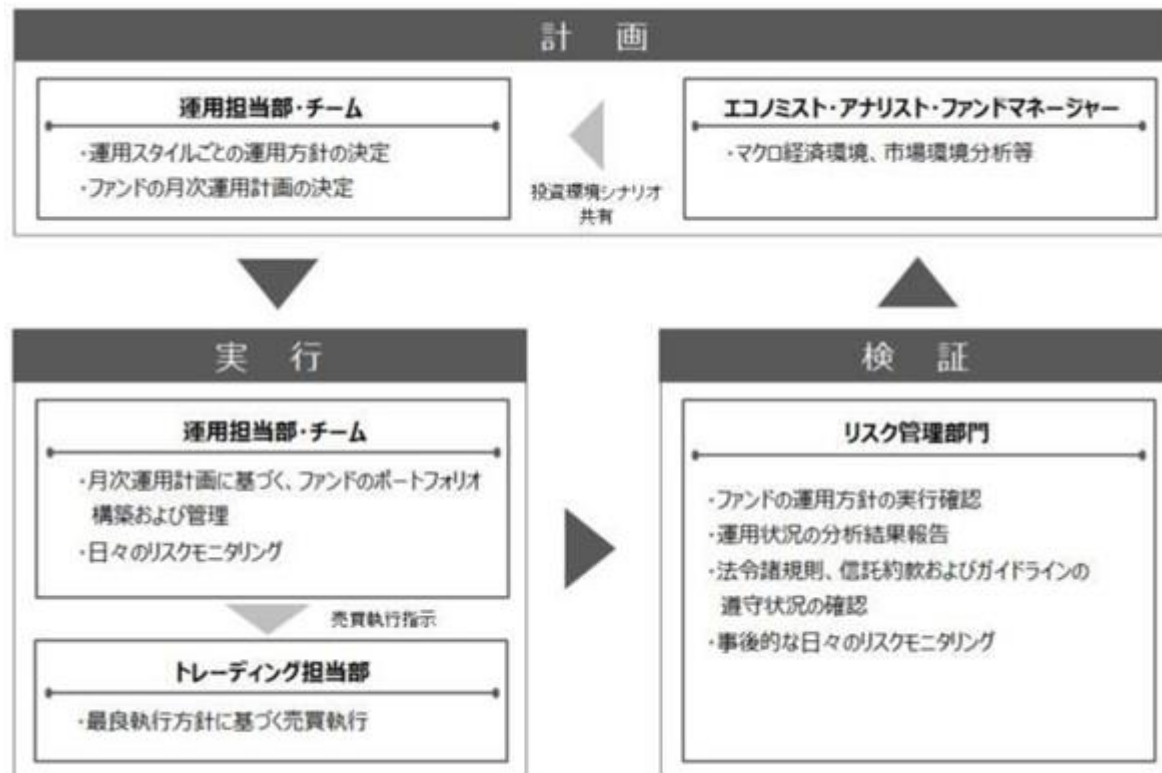 計 画
運用担当部・チーム
・運用スタイルごとの運用方針の決定
・ファンドの月次運用計画の決定
投資環境シナリオ
共有
エコノミスト・アナリスト・ファンドマネージャー
・マクロ経済環境、市場環境分析等
実 行
運用担当部・チーム
・月次運用計画に基づく、ファンドのポートフォリオ
構築および管理
・日々のリスクモニタリング
売買執行指示
トレーディング担当部
・最良執行方針に基づく売買執行
検 証
リスク管理部門
・ファンドの運用方針の実行確認
・運用状況の分析結果報告
・法令諸規則、信託約款およびガイドラインの
遵守状況の確認
・事後的な日々のリスクモニタリング